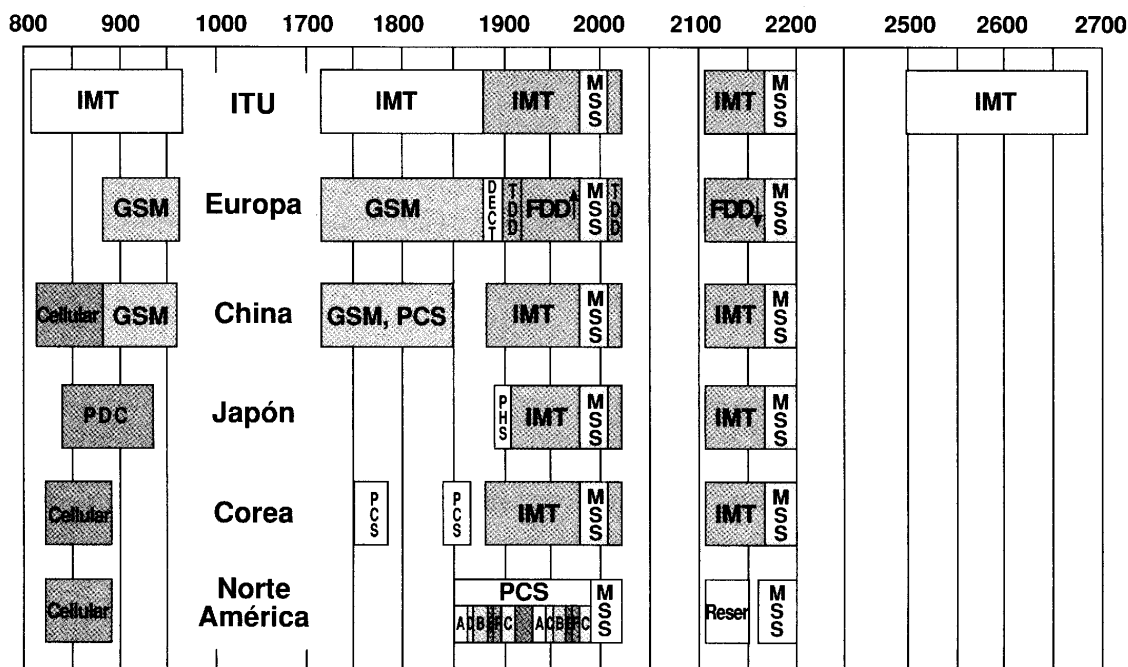 800 900 1000 1700 1800 1900 2000 2100 2200 2500 2600 2700
IMT ITU IMT IMT MSS IMT MSS IMT
GSM Europa GSM DECT TDD FDD↑ MSS TDD FDD↓ MSS
Cellular GSM China GSM, PCS IMT MSS IMT MSS
PDC Japón PHS IMT MSS IMT MSS
Cellular Corea PCS PCS IMT MSS IMT MSS
Cellular Norte América PCS MSS Reser MSS
A D B E F C A D B E F C